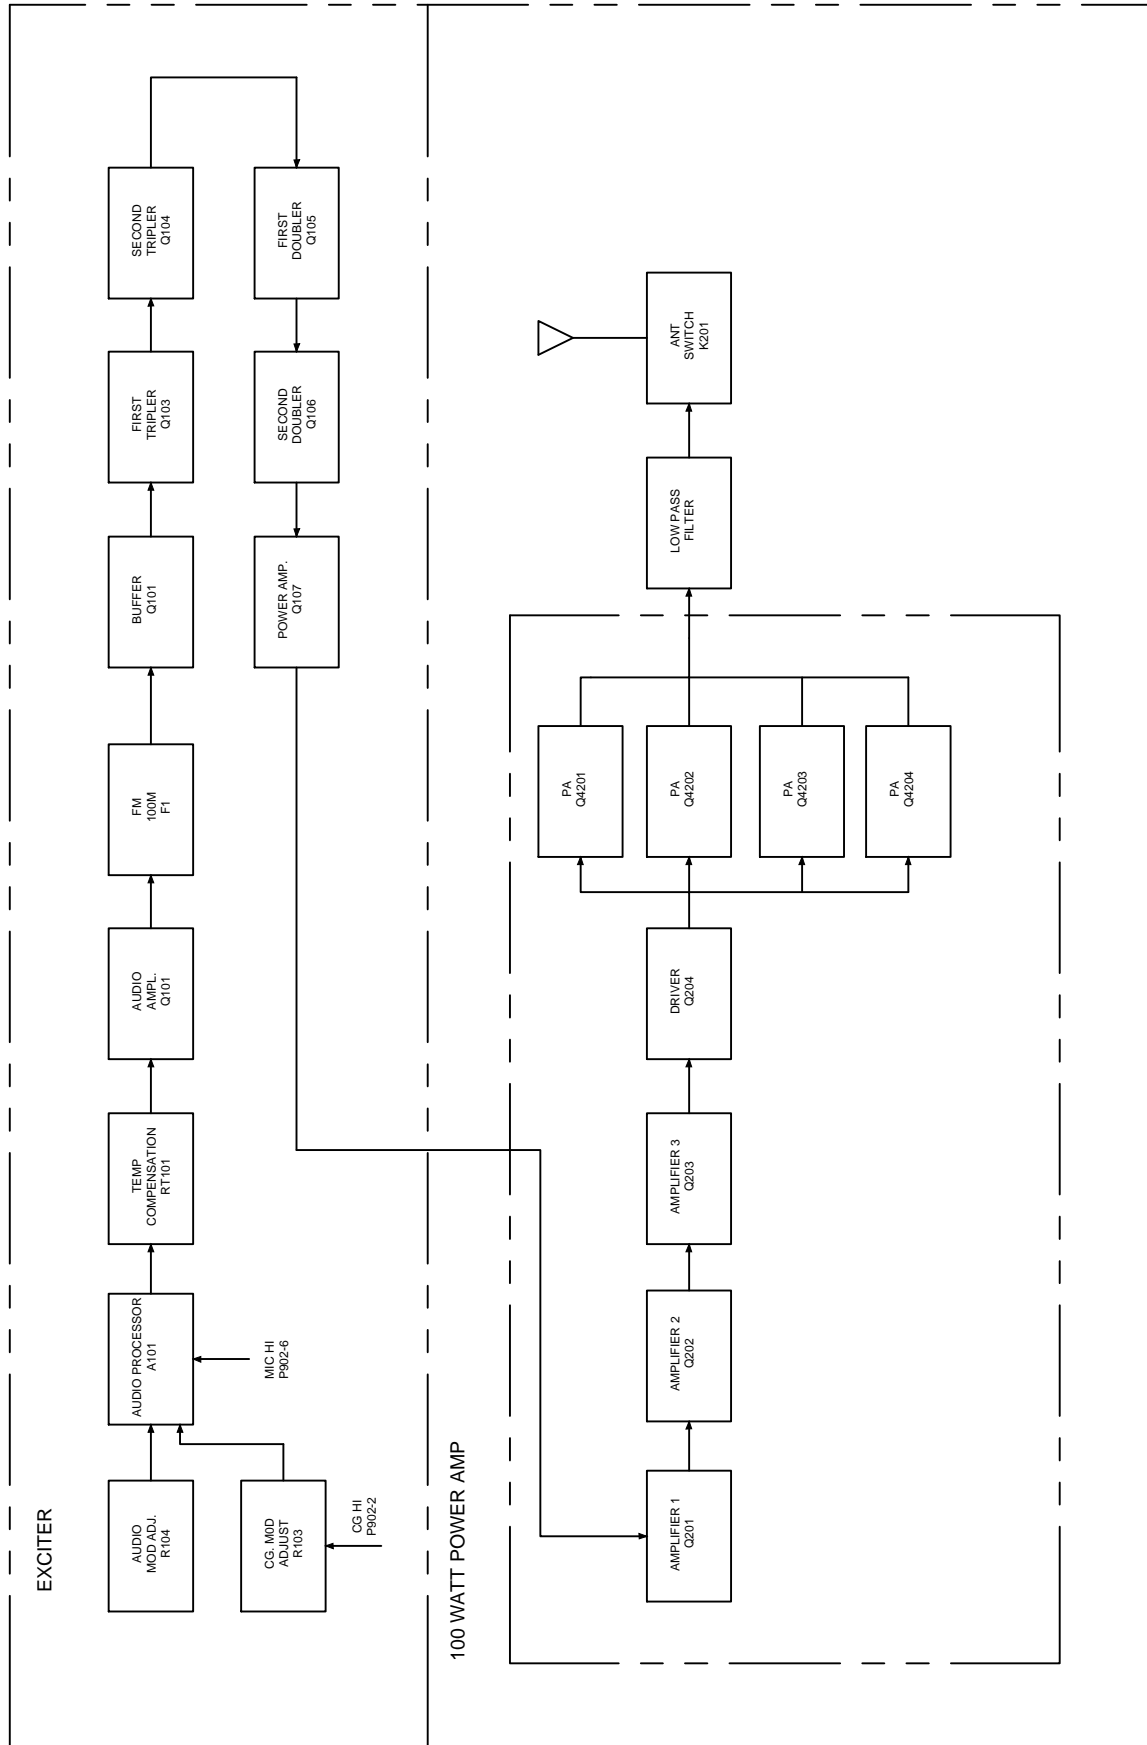 EXCITER
AUDIO
MOD ADJ.
R104
AUDIO PROCESSOR
A101
TEMP
COMPENSATION
RT101
AUDIO
AMPL.
Q101
FM
100M
F1
BUFFER
Q101
FIRST
TRIPLER
Q103
SECOND
TRIPLER
Q104
CG. M0D
ADJUST
R103
CG HI
P902-2
MIC HI
P902-6
POWER AMP.
Q107
SECOND
DOUBLER
Q106
FIRST
DOUBLER
Q105
100 WATT POWER AMP
AMPLIFIER 1
Q201
AMPLIFIER 2
Q202
AMPLIFIER 3
Q203
DRIVER
Q204
PA
Q4201
PA
Q4202
PA
Q4203
PA
Q4204
LOW PASS
FILTER
ANT
SWITCH
K201